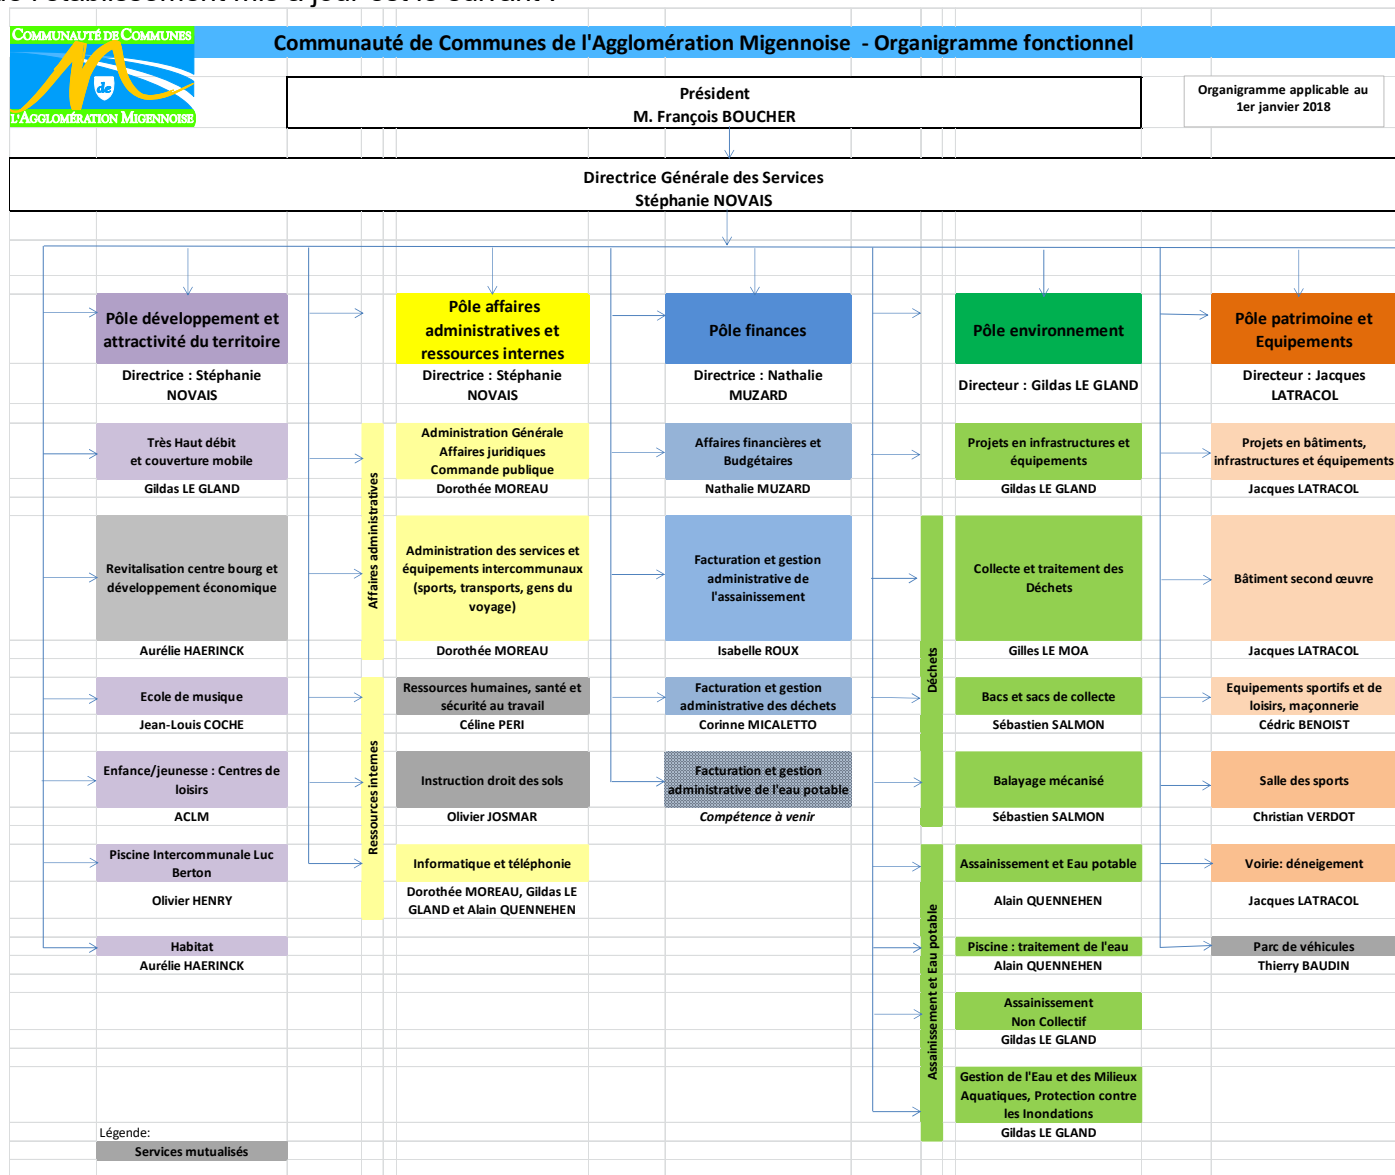 de l'établissement mis à jour est le suivant :
COMMUNAUTÉ DE COMMUNES
de
L'AGGLOMÉRATION MIGENNOISE
Communauté de Communes de l'Agglomération Migennoise - Organigramme fonctionnel
Président
M. François BOUCHER
Organigramme applicable au
1er janvier 2018
Directrice Générale des Services
Stéphanie NOVAIS
Pôle développement et
attractivité du territoire
Directrice : Stéphanie
NOVAIS
Très Haut débit
et couverture mobile
Gildas LE GLAND
Revitalisation centre bourg et
développement économique
Aurélie HAERINCK
Ecole de musique
Jean-Louis COCHE
Enfance/jeunesse : Centres de
loisirs
ACLM
Piscine Intercommunale Luc
Berton
Olivier HENRY
Habitat
Aurélie HAERINCK
Pôle affaires
administratives et
ressources internes
Directrice : Stéphanie
NOVAIS
Affaires administratives
Administration Générale
Affaires juridiques
Commande publique
Dorothée MOREAU
Administration des services et
équipements intercommunaux
(sports, transports, gens du
voyage)
Dorothée MOREAU
Ressources internes
Ressources humaines, santé et
sécurité au travail
Céline PERI
Instruction droit des sols
Olivier JOSMAR
Informatique et téléphonie
Dorothée MOREAU, Gildas LE
GLAND et Alain QUENNEHEN
Pôle finances
Directrice : Nathalie
MUZARD
Affaires financières et
Budgétaires
Nathalie MUZARD
Facturation et gestion
administrative de
l'assainissement
Isabelle ROUX
Facturation et gestion
administrative des déchets
Corinne MICALETTO
Facturation et gestion
administrative de l'eau potable
Compétence à venir
Pôle environnement
Directeur : Gildas LE GLAND
Projets en infrastructures et
équipements
Gildas LE GLAND
Déchets
Collecte et traitement des
Déchets
Gilles LE MOA
Bacs et sacs de collecte
Sébastien SALMON
Balayage mécanisé
Sébastien SALMON
Assainissement et Eau potable
Assainissement et Eau potable
Alain QUENNEHEN
Piscine : traitement de l'eau
Alain QUENNEHEN
Assainissement
Non Collectif
Gildas LE GLAND
Gestion de l'Eau et des Milieux
Aquatiques, Protection contre
les Inondations
Gildas LE GLAND
Pôle patrimoine et
Equipements
Directeur : Jacques
LATRACOL
Projets en bâtiments,
infrastructures et équipements
Jacques LATRACOL
Bâtiment second œuvre
Jacques LATRACOL
Equipements sportifs et de
loisirs, maçonnerie
Cédric BENOIST
Salle des sports
Christian VERDOT
Voirie: déneigement
Jacques LATRACOL
Parc de véhicules
Thierry BAUDIN
Légende:
Services mutualisés